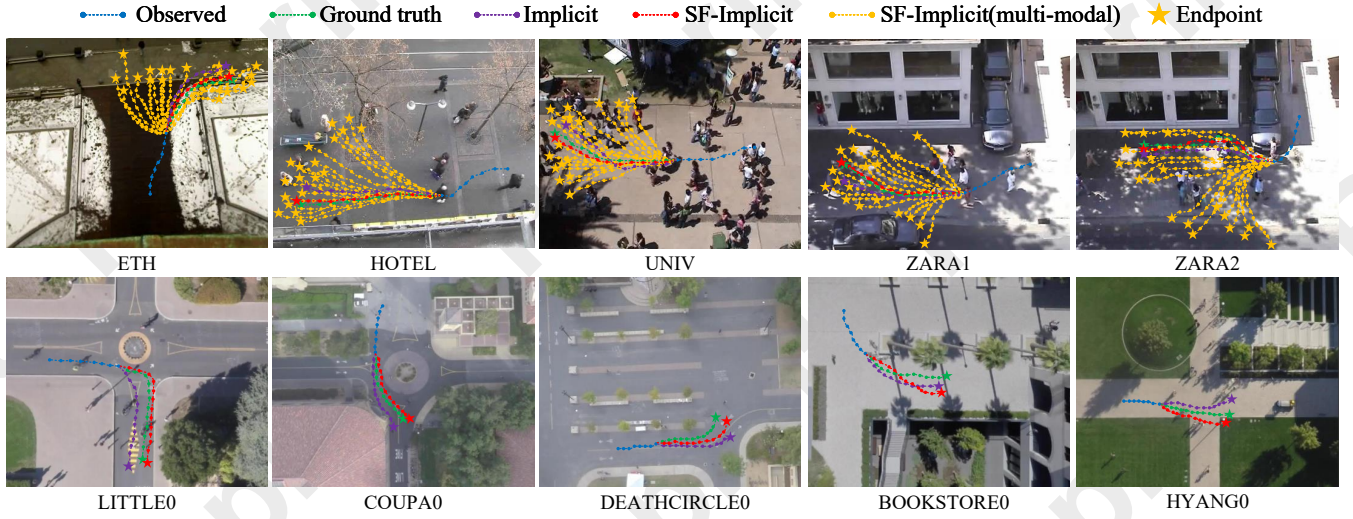 Observed Ground truth Implicit SF-Implicit SF-Implicit(multi-modal) Endpoint
ETH HOTEL UNIV ZARA1 ZARA2
LITTLE0 COUPA0 DEATHCIRCLE0 BOOKSTORE0 HYANG0